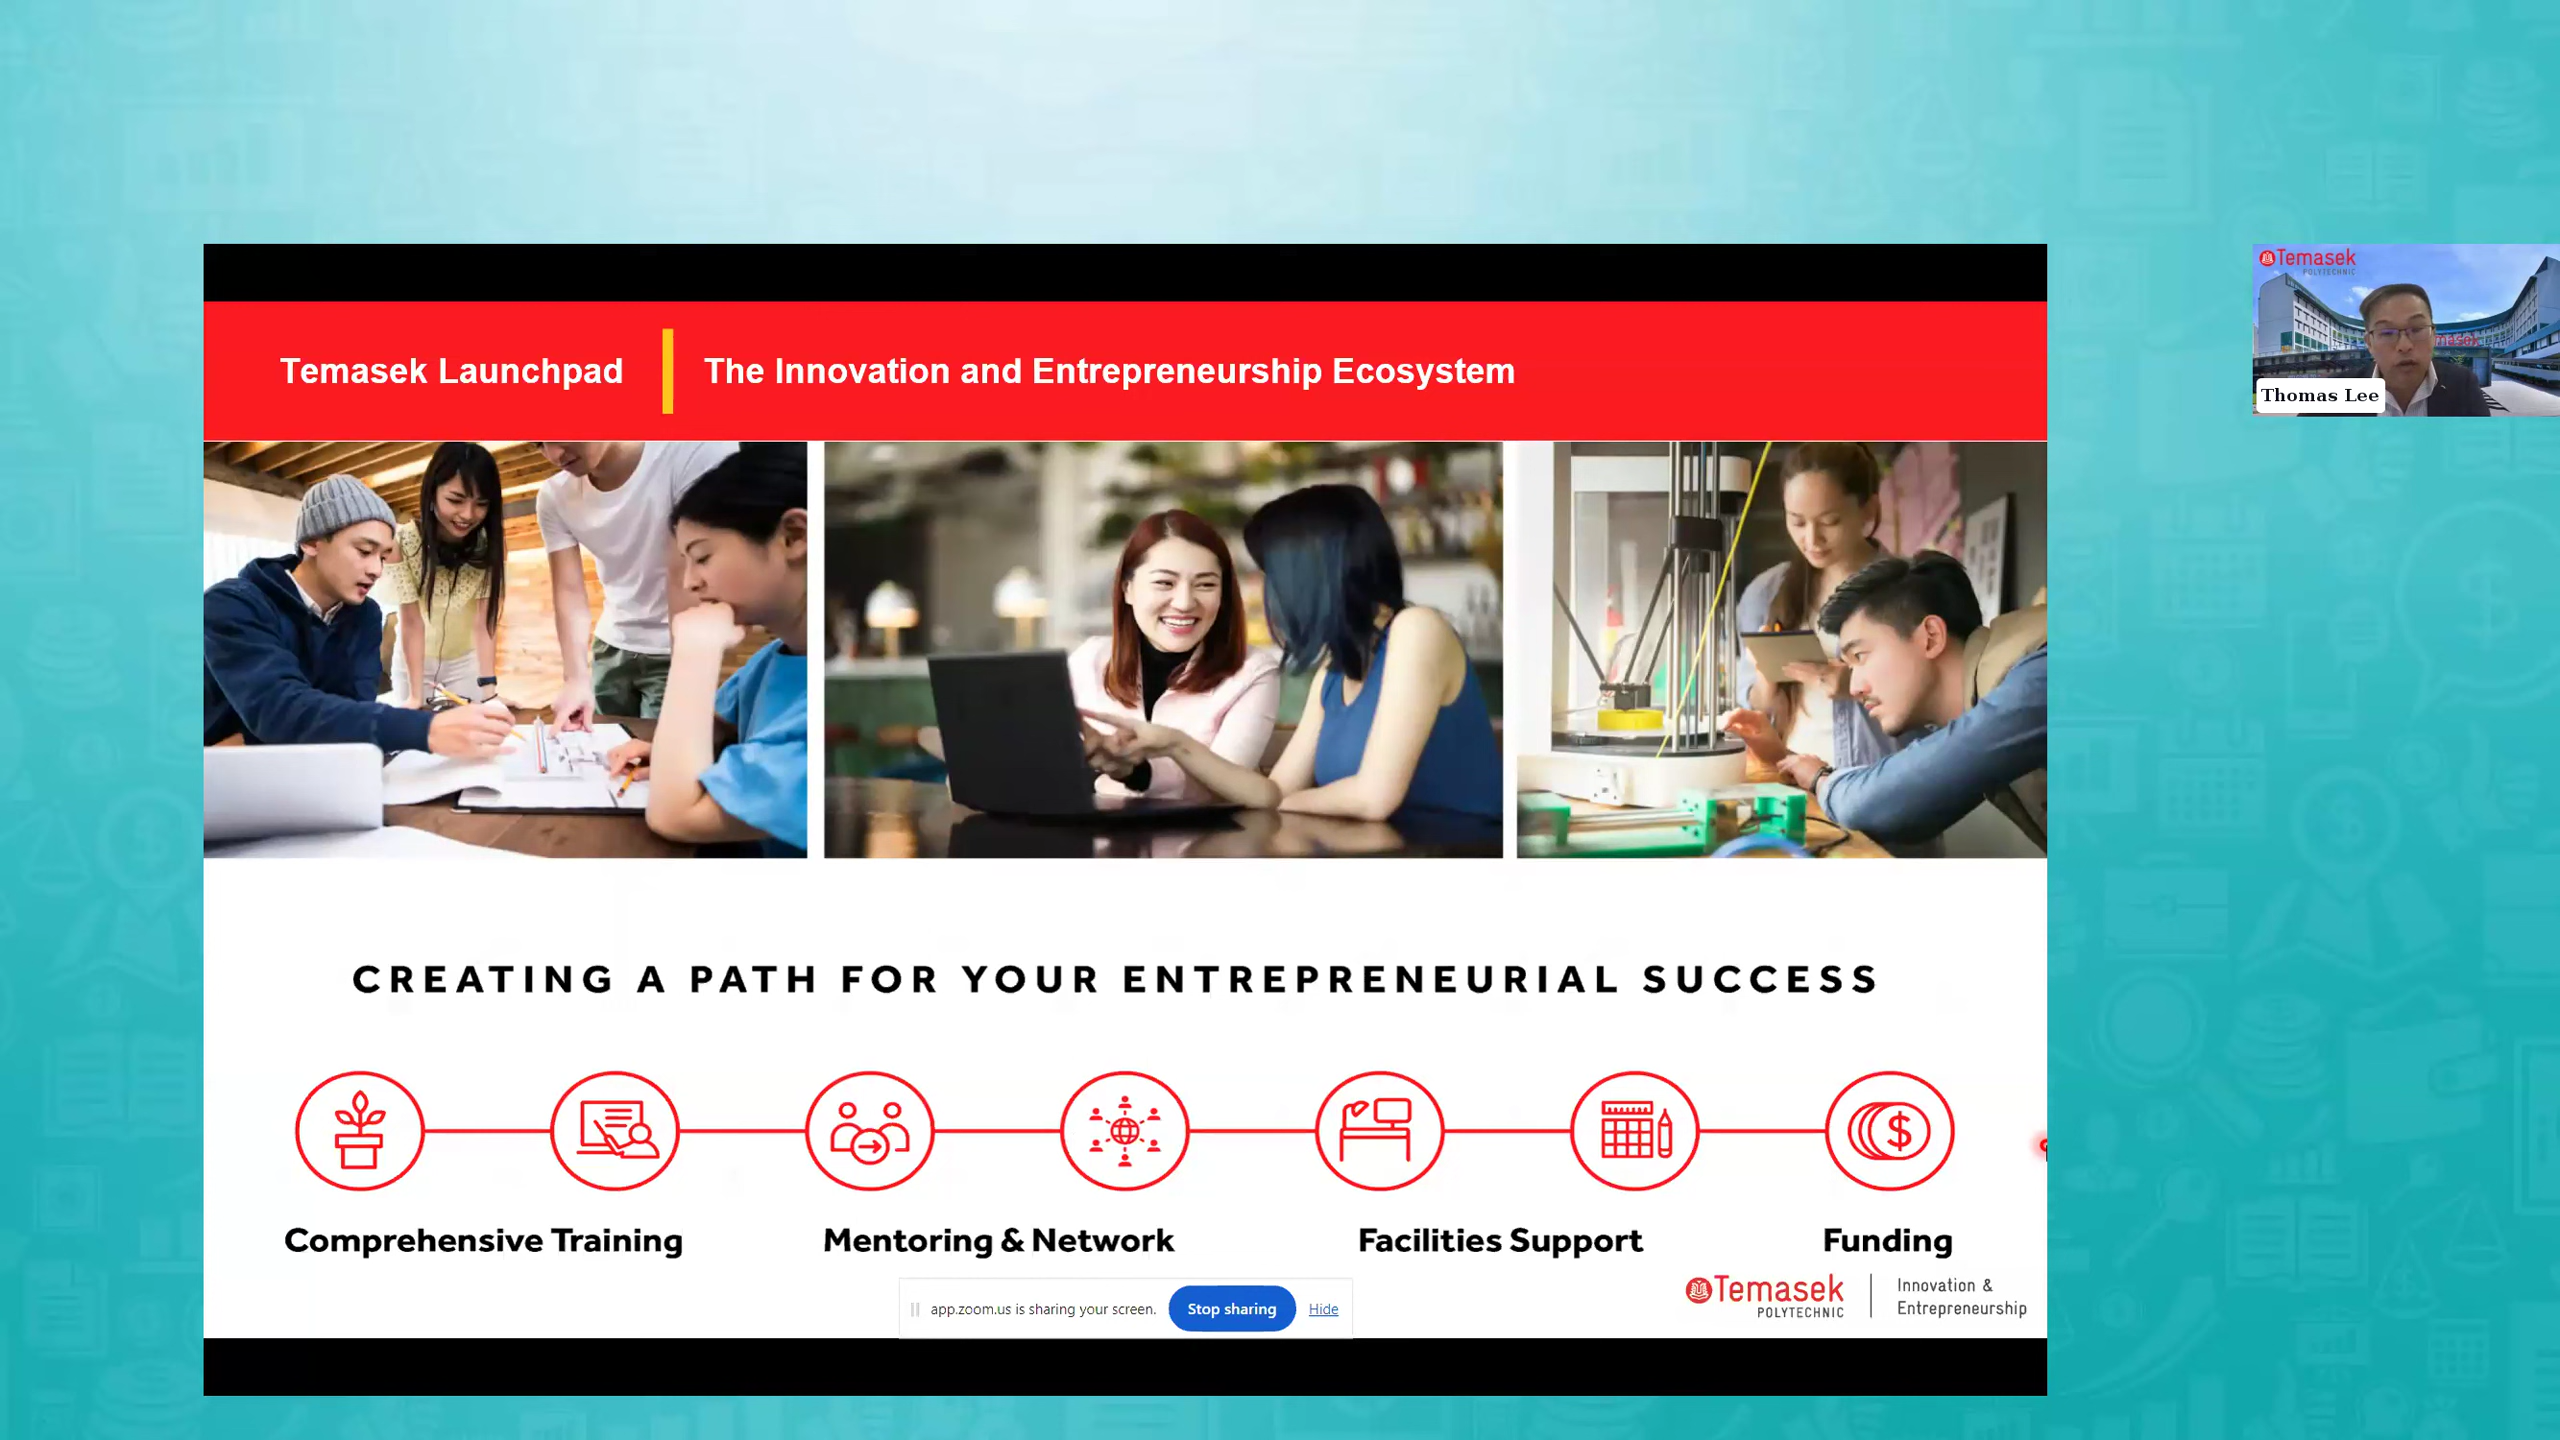 Temasek
POLYTECHNIC
Thomas Lee
Temasek Launchpad
The Innovation and Entrepreneurship Ecosystem
CREATING A PATH FOR YOUR ENTREPRENEURIAL SUCCESS
Comprehensive Training
Mentoring & Network
Facilities Support
Funding
app.zoom.us is sharing your screen.
Stop sharing
Hide
Temasek
POLYTECHNIC
Innovation &
Entrepreneurship